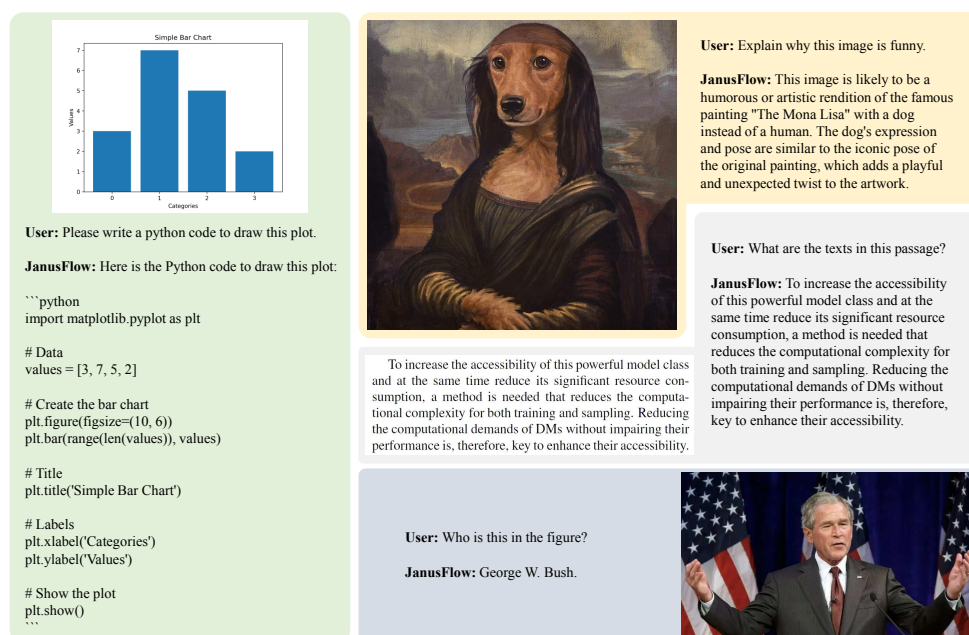 Simple Bar Chart
7
6
5
4
3
2
1
0
Values
0 1 2 3
Categories
User: Please write a python code to draw this plot.
JanusFlow: Here is the Python code to draw this plot:
```python
import matplotlib.pyplot as plt
# Data
values = [3, 7, 5, 2]
# Create the bar chart
plt.figure(figsize=(10, 6))
plt.bar(range(len(values)), values)
# Title
plt.title('Simple Bar Chart')
# Labels
plt.xlabel('Categories')
plt.ylabel('Values')
# Show the plot
plt.show()
```
User: Explain why this image is funny.
JanusFlow: This image is likely to be a
humorous or artistic rendition of the famous
painting "The Mona Lisa" with a dog
instead of a human. The dog's expression
and pose are similar to the iconic pose of
the original painting, which adds a playful
and unexpected twist to the artwork.
To increase the accessibility of this powerful model class
and at the same time reduce its significant resource con-
sumption, a method is needed that reduces the computa-
tional complexity for both training and sampling. Reducing
the computational demands of DMs without impairing their
performance is, therefore, key to enhance their accessibility.
User: What are the texts in this passage?
JanusFlow: To increase the accessibility
of this powerful model class and at the
same time reduce its significant resource
consumption, a method is needed that
reduces the computational complexity for
both training and sampling. Reducing the
computational demands of DMs without
impairing their performance is, therefore,
key to enhance their accessibility.
User: Who is this in the figure?
JanusFlow: George W. Bush.